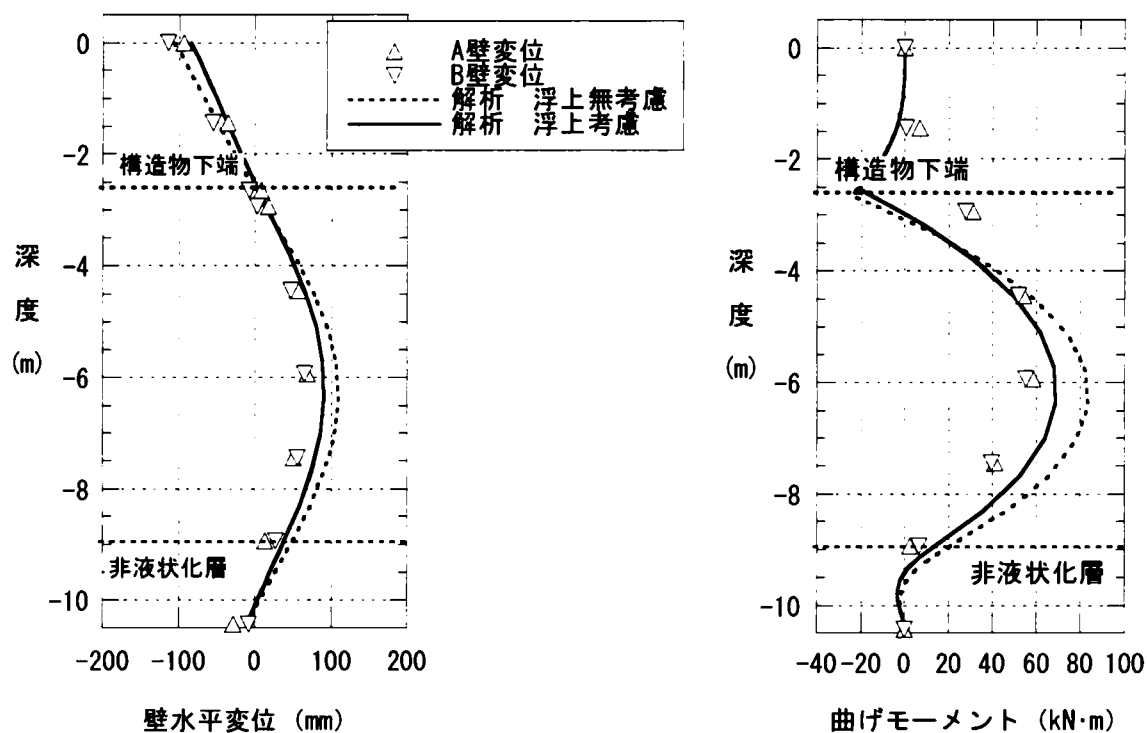 A壁変位
B壁変位
解析 浮上無考慮
解析 浮上考慮
0
-2
-4
-6
-8
-10
構造物下端
非液状化層
深度
(m)
-200 -100 0 100 200
壁水平変位 (mm)
0
-2
-4
-6
-8
-10
構造物下端
非液状化層
深度
(m)
-40 -20 0 20 40 60 80 100
曲げモーメント (kN·m)